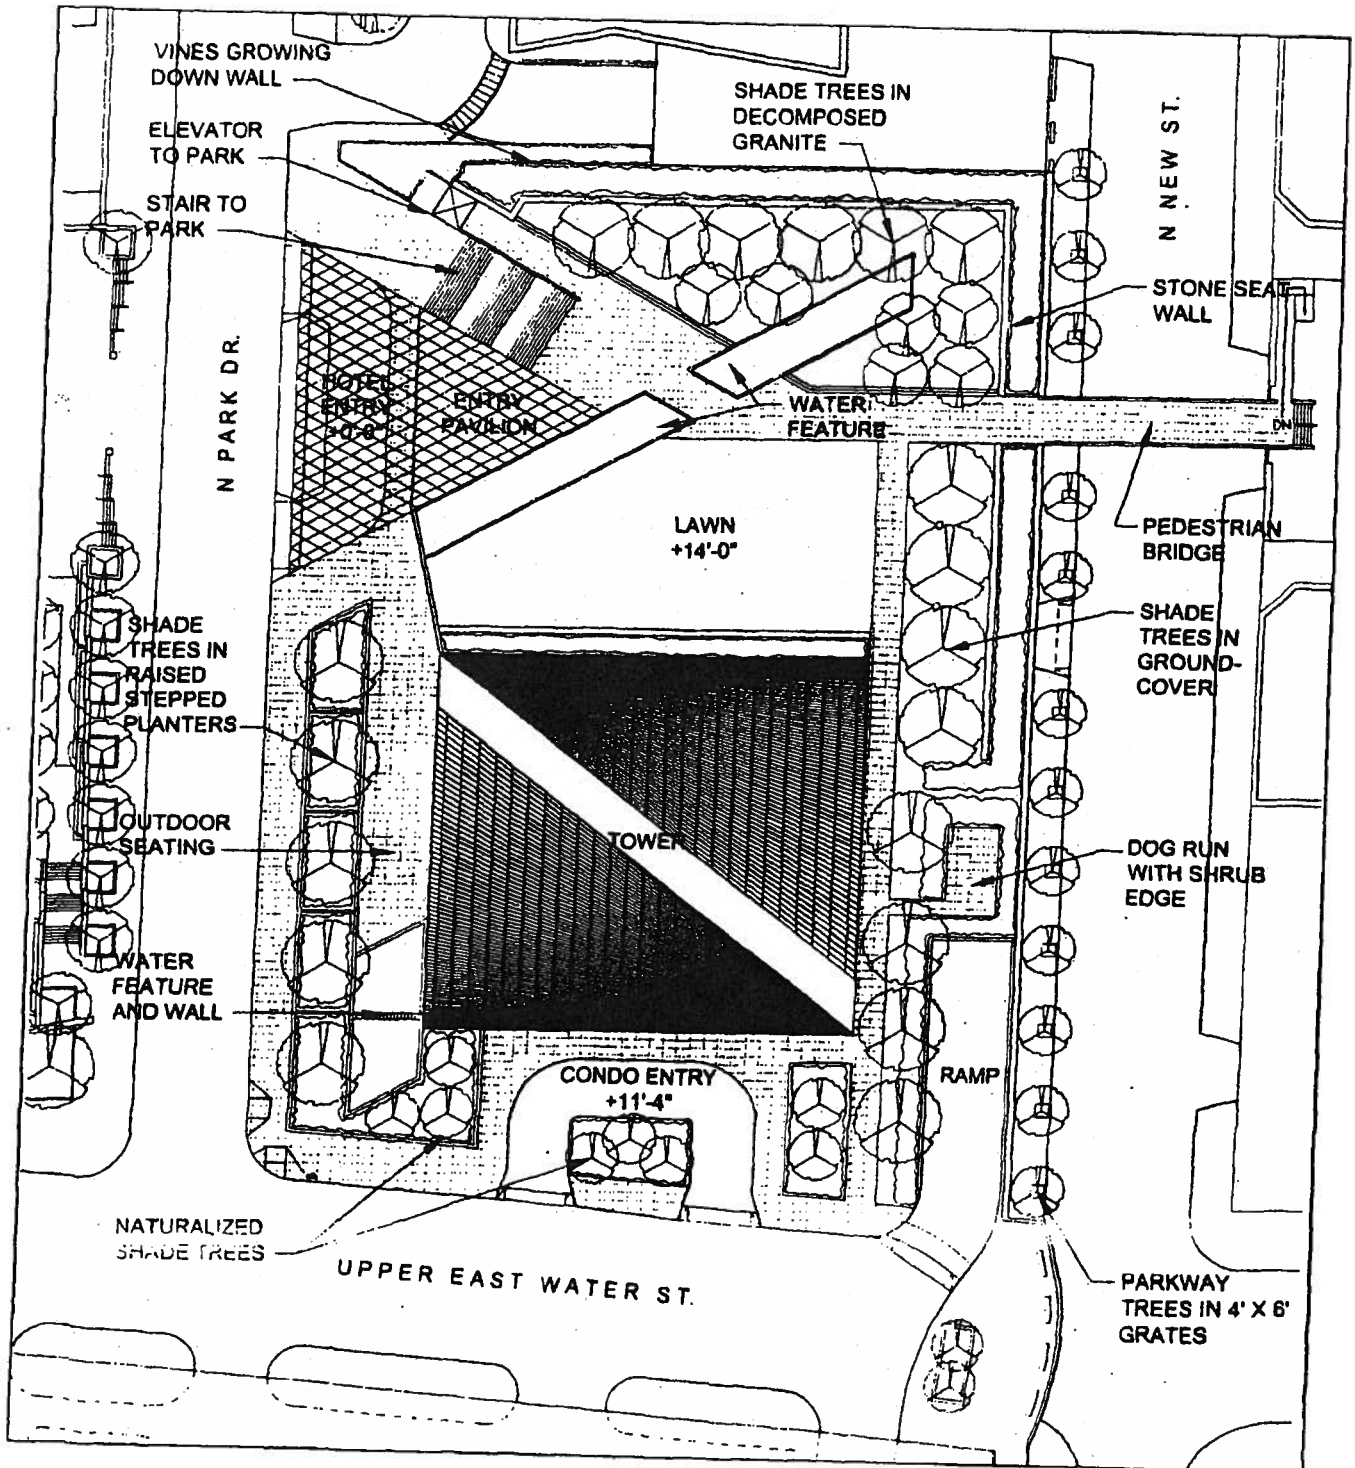 VINES GROWING
DOWN WALL
ELEVATOR
TO PARK
STAIR TO
PARK
SHADE TREES IN
DECOMPOSED
GRANITE
N NEW ST.
STONE SEAT
WALL
N PARK DR.
HOTEL
ENTRY
+0'-0"
ENTRY
PAVILION
WATER
FEATURE
DN
LAWN
+14'-0"
PEDESTRIAN
BRIDGE
SHADE
TREES IN
GROUND-
COVER
SHADE
TREES IN
RAISED
STEPPED
PLANTERS
OUTDOOR
SEATING
TOWER
DOG RUN
WITH SHRUB
EDGE
WATER
FEATURE
AND WALL
CONDO ENTRY
+11'-4"
RAMP
NATURALIZED
SHADE TREES
UPPER EAST WATER ST.
PARKWAY
TREES IN 4' X 6'
GRATES